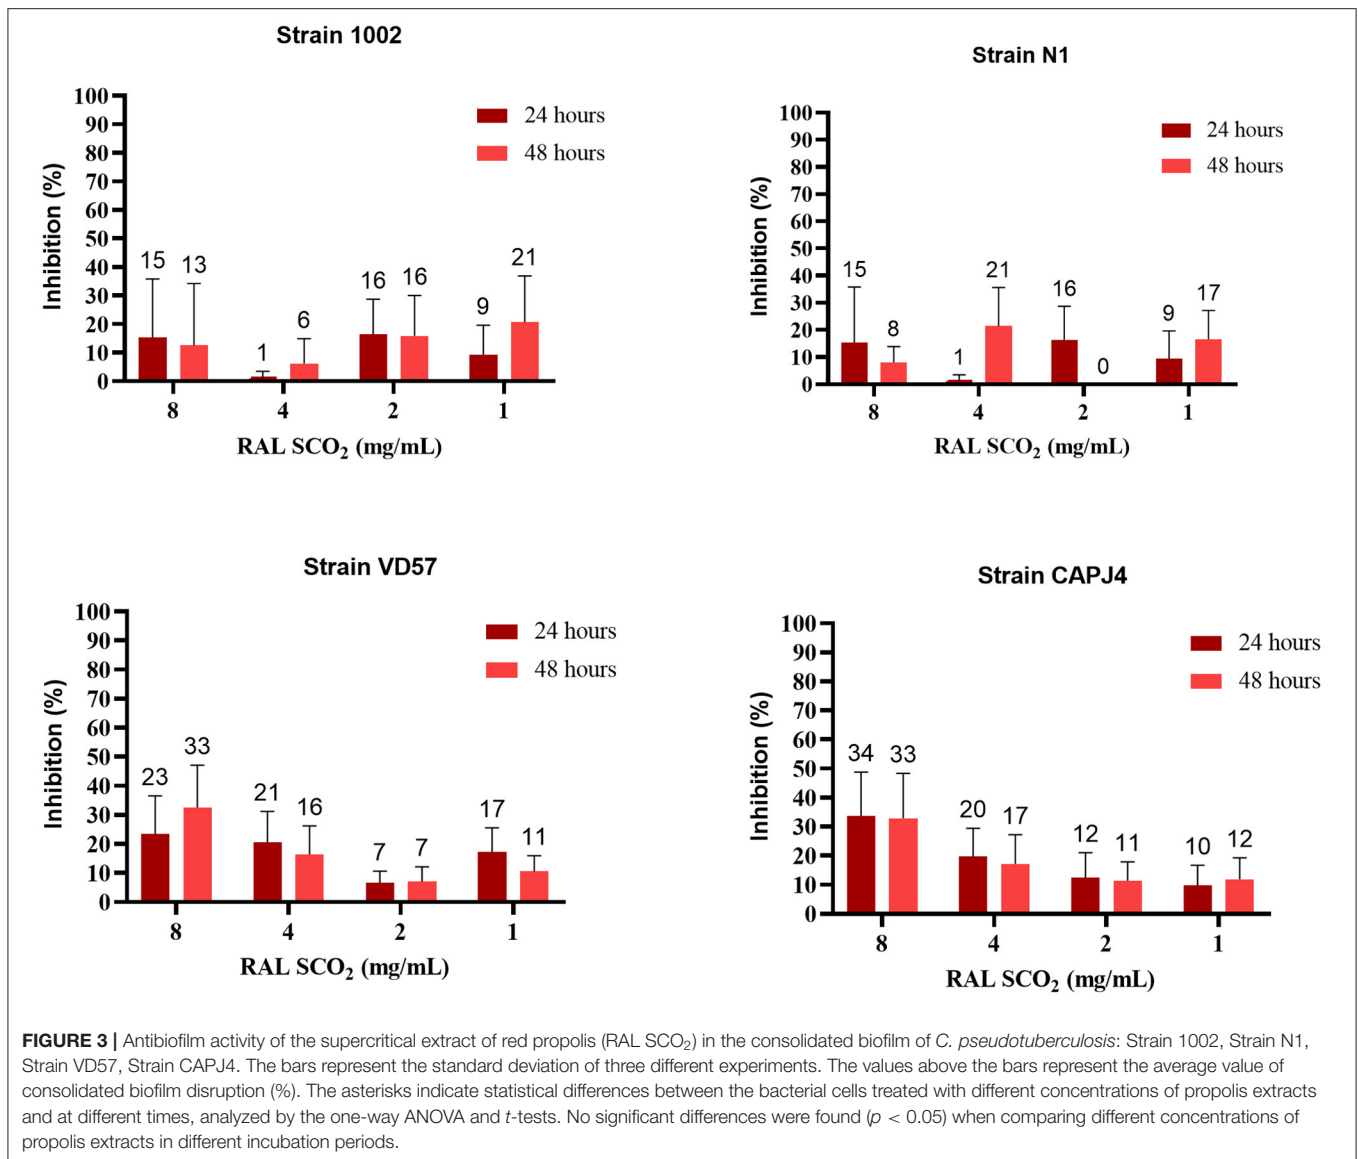 Strain 1002
100
90
80
70
60
50
40
30
20
10
0
Inhibition (%)
24 hours
48 hours
15 13 1 6 16 16 9 21
8 4 2 1
RAL SCO₂ (mg/mL)
Strain N1
100
90
80
70
60
50
40
30
20
10
0
Inhibition (%)
24 hours
48 hours
15 8 1 21 16 0 9 17
8 4 2 1
RAL SCO₂ (mg/mL)
Strain VD57
100
90
80
70
60
50
40
30
20
10
0
Inhibition (%)
24 hours
48 hours
23 33 21 16 7 7 17 11
8 4 2 1
RAL SCO₂ (mg/mL)
Strain CAPJ4
100
90
80
70
60
50
40
30
20
10
0
Inhibition (%)
24 hours
48 hours
34 33 20 17 12 11 10 12
8 4 2 1
RAL SCO₂ (mg/mL)
FIGURE 3 | Antibiofilm activity of the supercritical extract of red propolis (RAL SCO₂) in the consolidated biofilm of C. pseudotuberculosis: Strain 1002, Strain N1,
Strain VD57, Strain CAPJ4. The bars represent the standard deviation of three different experiments. The values above the bars represent the average value of
consolidated biofilm disruption (%). The asterisks indicate statistical differences between the bacterial cells treated with different concentrations of propolis extracts
and at different times, analyzed by the one-way ANOVA and t-tests. No significant differences were found (p < 0.05) when comparing different concentrations of
propolis extracts in different incubation periods.